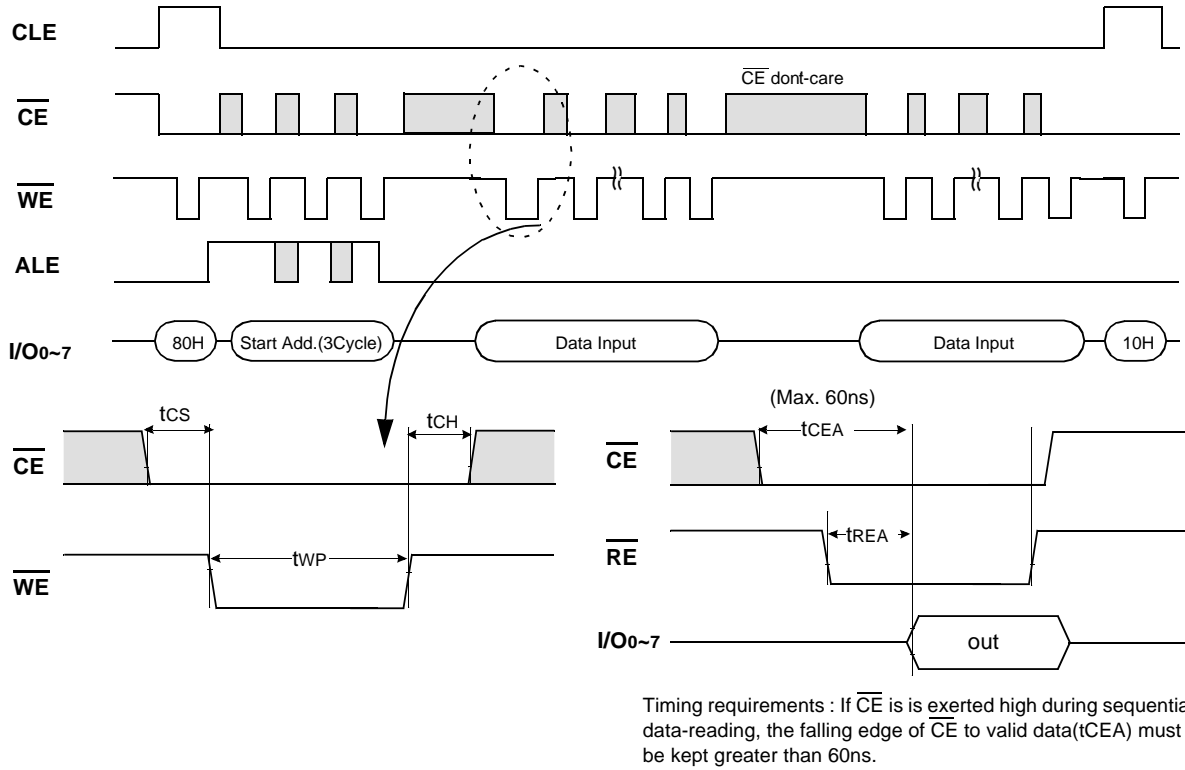 CLE
CE dont-care
CE
WE
ALE
I/O0~7
80H
Start Add.(3Cycle)
Data Input
Data Input
10H
tCS
tCH
CE
tWP
WE
(Max. 60ns)
tCEA
CE
tREA
RE
I/O0~7
out
Timing requirements : If CE is is exerted high during sequentia
data-reading, the falling edge of CE to valid data(tCEA) must
be kept greater than 60ns.